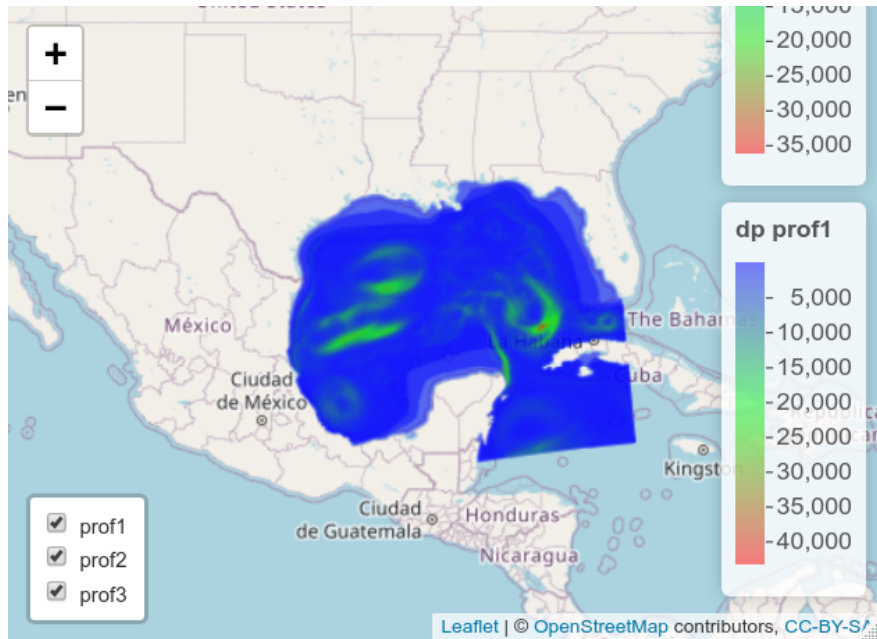 +
−
México
Ciudad
de México
La Habana
The Bahamas
Cuba
Kingston
Ciudad
de Guatemala
Honduras
Nicaragua
20,000
25,000
30,000
35,000
dp prof1
5,000
10,000
15,000
20,000
25,000
30,000
35,000
40,000
prof1
prof2
prof3
Leaflet | © OpenStreetMap contributors, CC-BY-SA